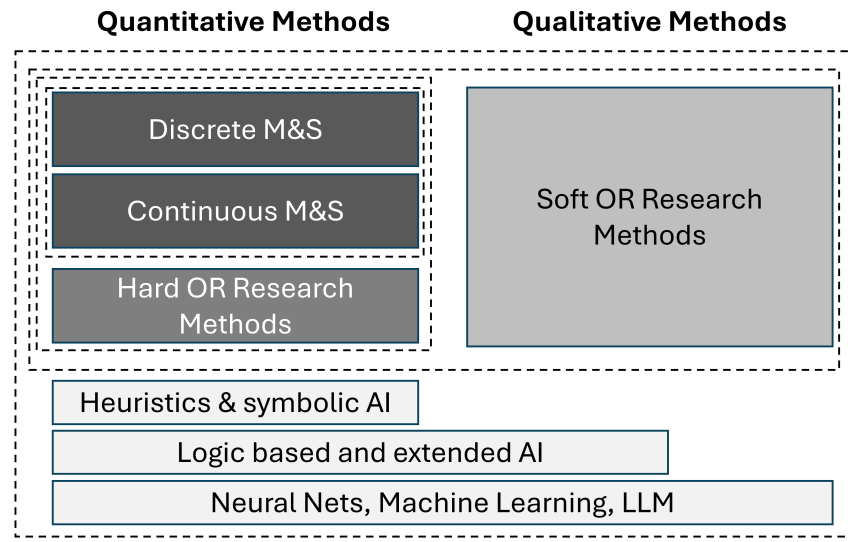 Quantitative Methods
Qualitative Methods
Discrete M&S
Continuous M&S
Hard OR Research
Methods
Soft OR Research
Methods
Heuristics & symbolic AI
Logic based and extended AI
Neural Nets, Machine Learning, LLM